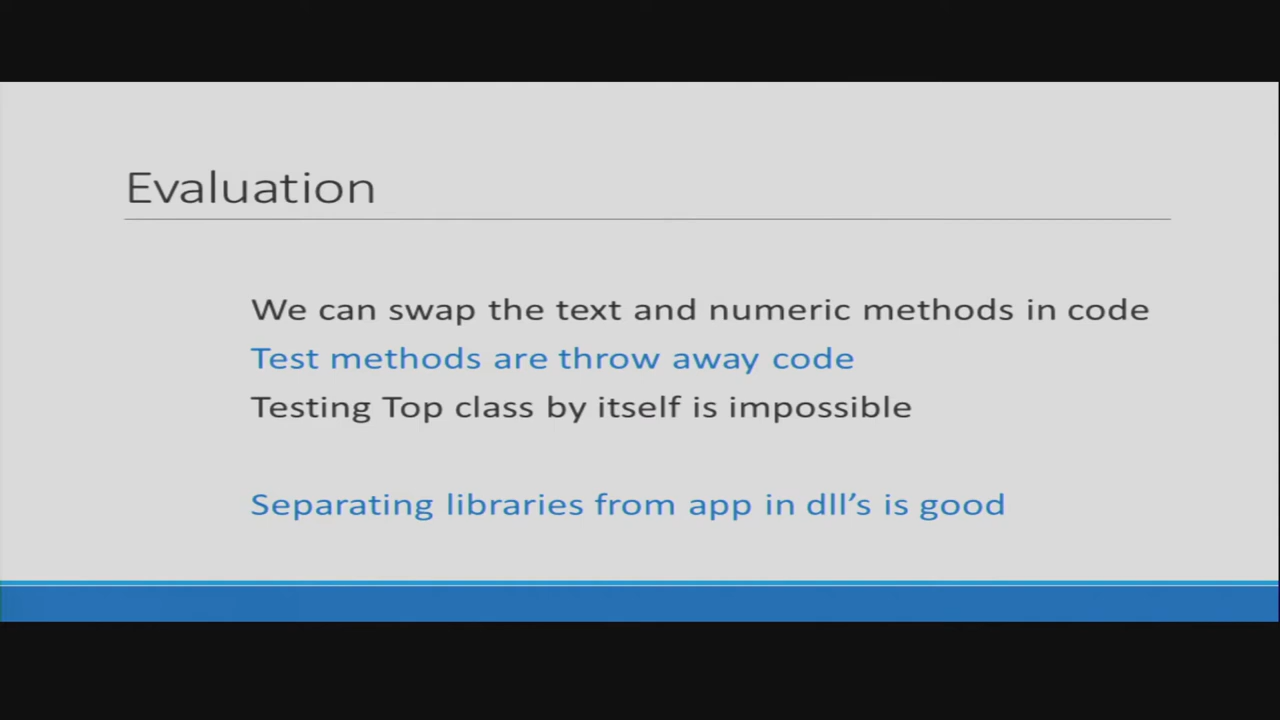 Evaluation
We can swap the text and numeric methods in code
Test methods are throw away code
Testing Top class by itself is impossible
Separating libraries from app in dll’s is good